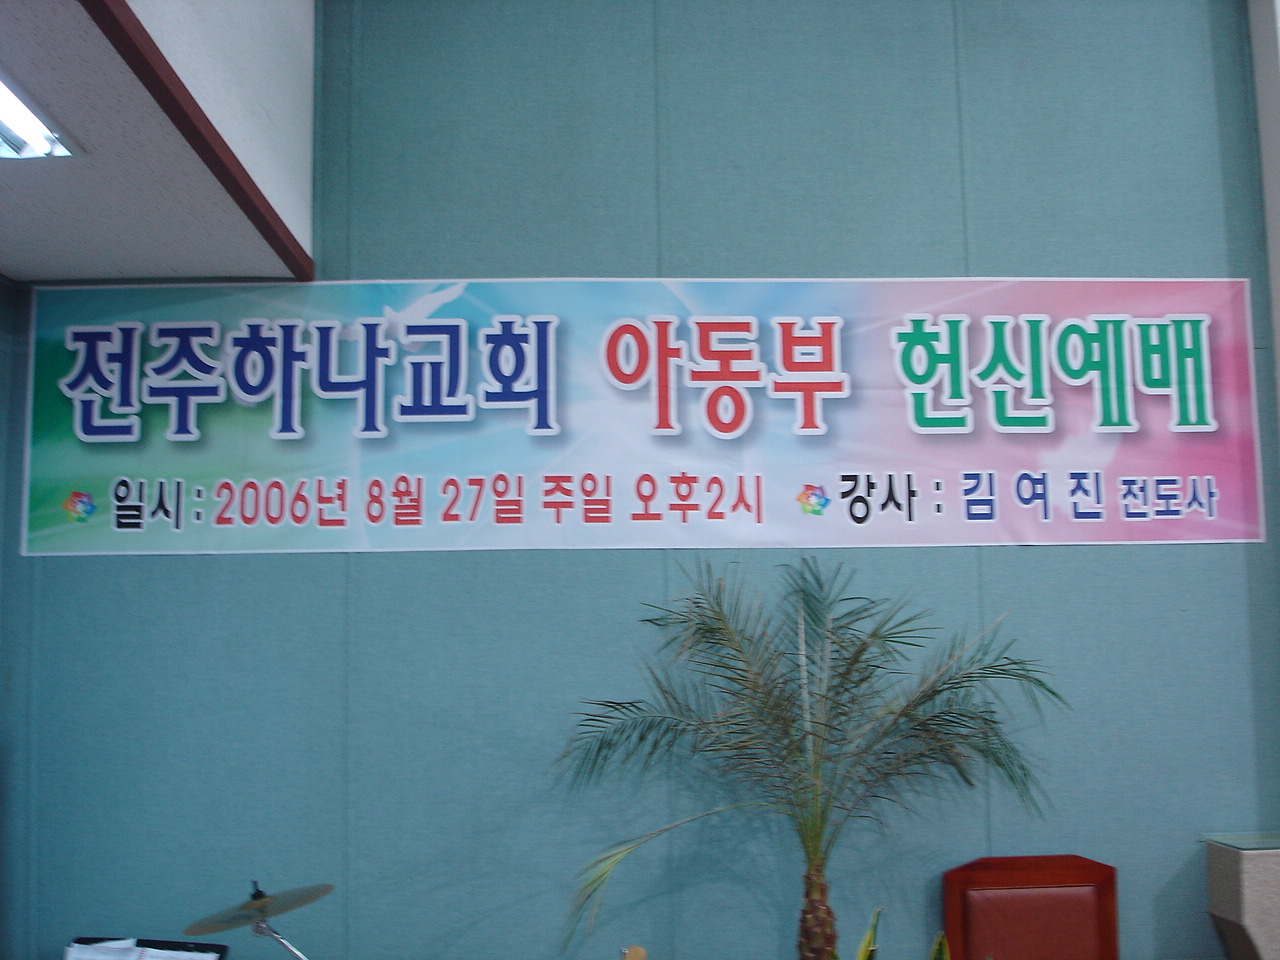 전주하나교회 아동부 헌신예배
일시 : 2006년 8월 27일 주일 오후2시 강사 : 김 여 진 전도사